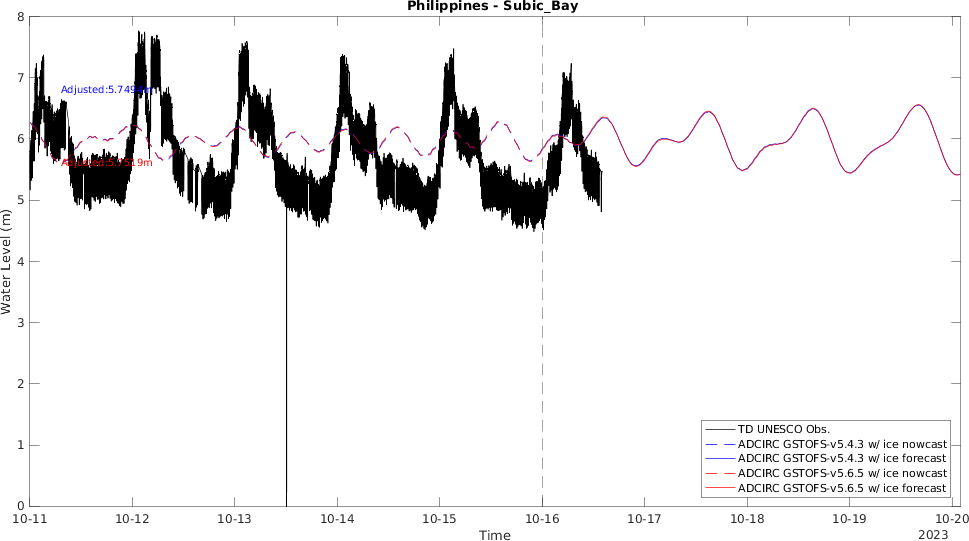 Philippines - Subic_Bay
8
7
6
5
4
3
2
1
0
Water Level (m)
Adjusted:5.749
10-11
10-12
10-13
10-14
10-15
10-16
10-17
10-18
10-19
10-20
Time
2023
TD UNESCO Obs.
ADCIRC GSTOFS-v5.4.3 w/ ice nowcast
ADCIRC GSTOFS-v5.4.3 w/ ice forecast
ADCIRC GSTOFS-v5.6.5 w/ ice nowcast
ADCIRC GSTOFS-v5.6.5 w/ ice forecast